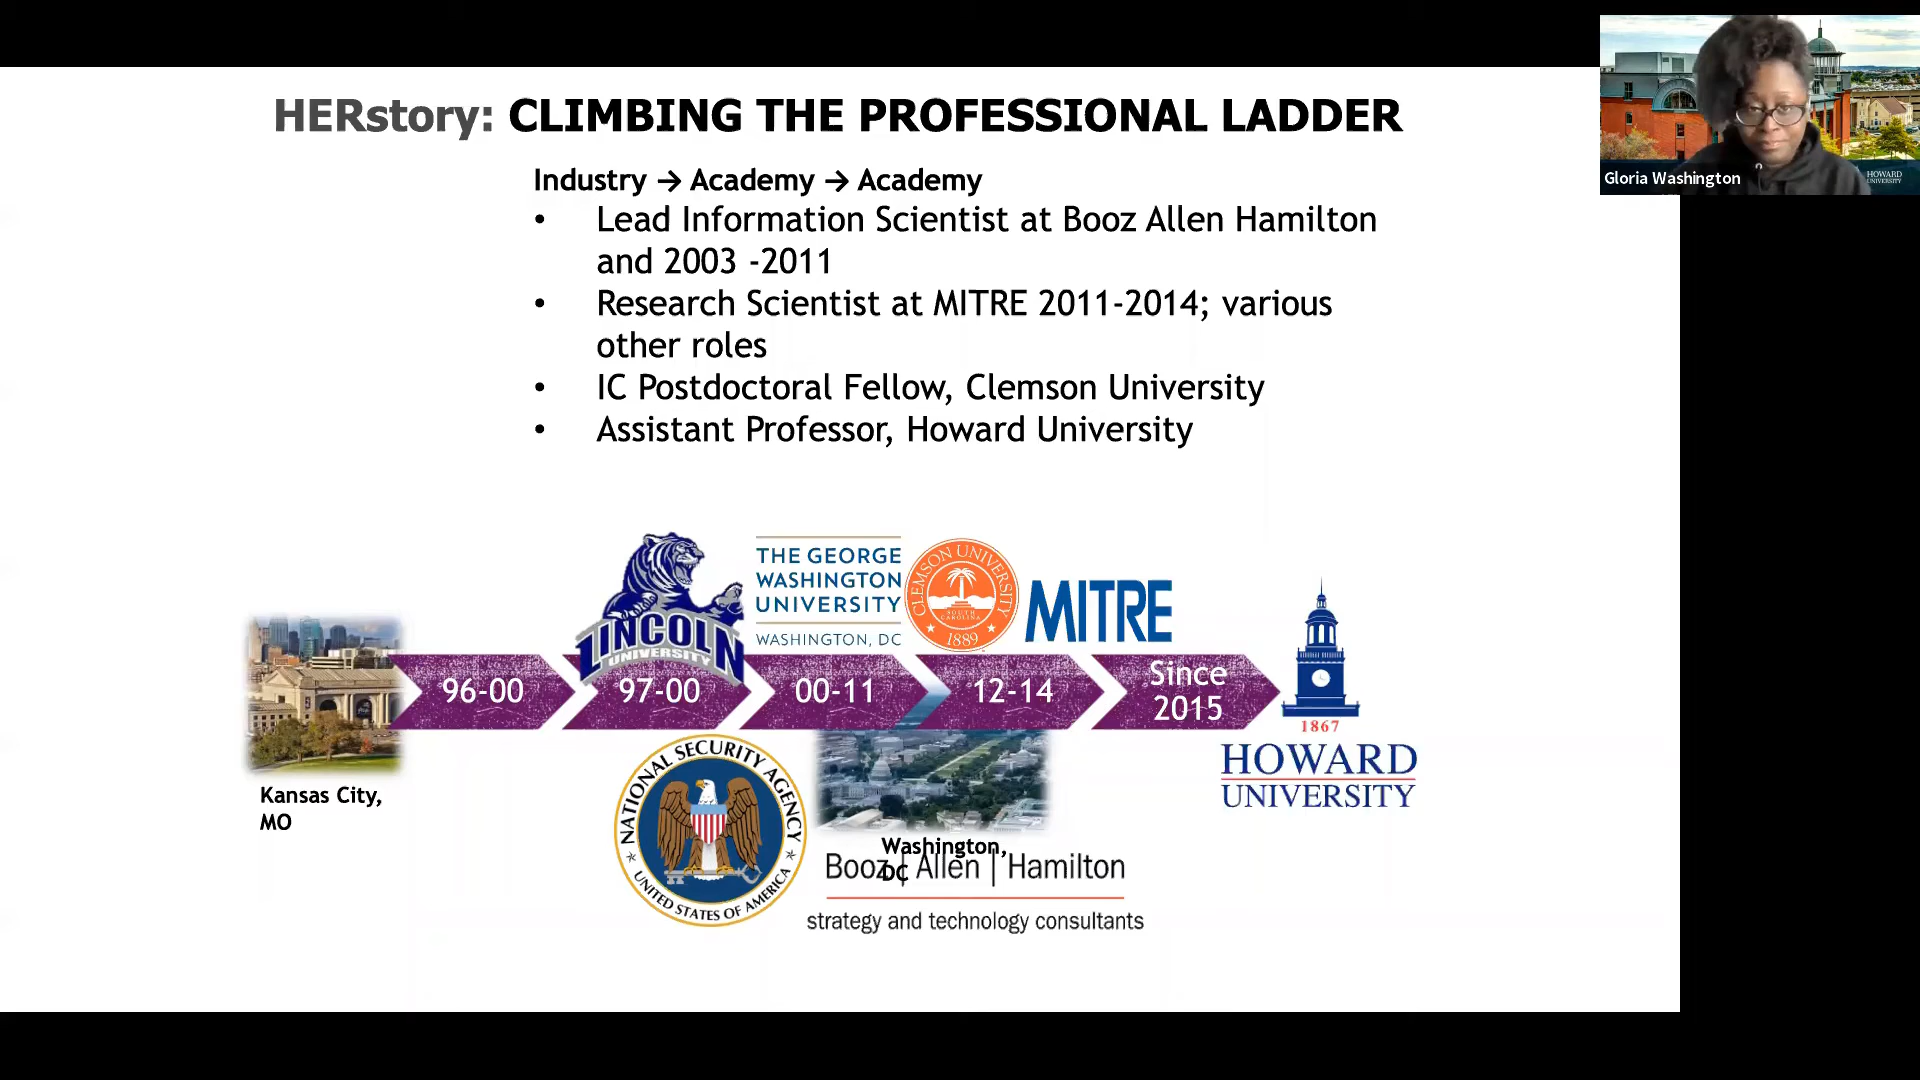 HERstory: CLIMBING THE PROFESSIONAL LADDER
Gloria Washington
HOWARD
UNIVERSITY
Industry → Academy → Academy
• Lead Information Scientist at Booz Allen Hamilton
and 2003 -2011
• Research Scientist at MITRE 2011-2014; various
other roles
• IC Postdoctoral Fellow, Clemson University
• Assistant Professor, Howard University
LINCOLN
UNIVERSITY
THE GEORGE
WASHINGTON
UNIVERSITY
WASHINGTON, DC
CLEMSON UNIVERSITY
SOUTH
CAROLINA
1889
MITRE
96-00
97-00
00-11
12-14
Since
2015
1867
HOWARD
UNIVERSITY
Kansas City,
MO
NATIONAL SECURITY AGENCY
UNITED STATES OF AMERICA
Washington,
DC
Booz | Allen | Hamilton
strategy and technology consultants